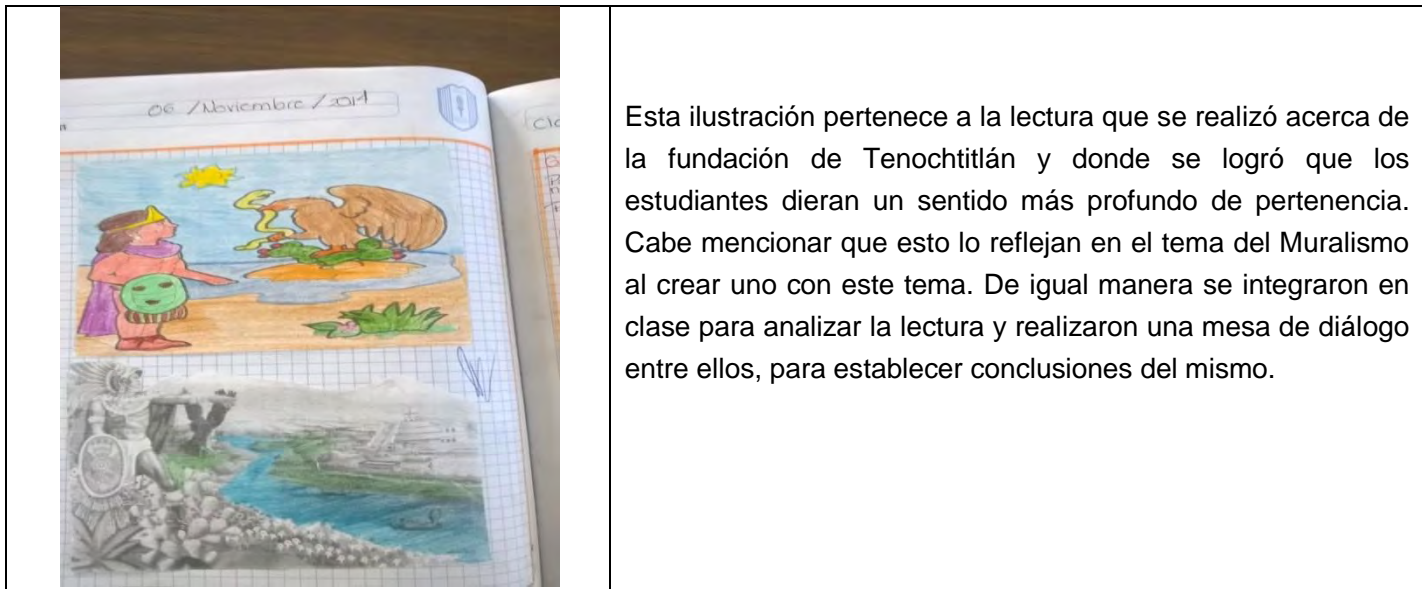 06 / Noviembre / 2014
Esta ilustración pertenece a la lectura que se realizó acerca de
la fundación de Tenochtitlán y donde se logró que los
estudiantes dieran un sentido más profundo de pertenencia.
Cabe mencionar que esto lo reflejan en el tema del Muralismo
al crear uno con este tema. De igual manera se integraron en
clase para analizar la lectura y realizaron una mesa de diálogo
entre ellos, para establecer conclusiones del mismo.